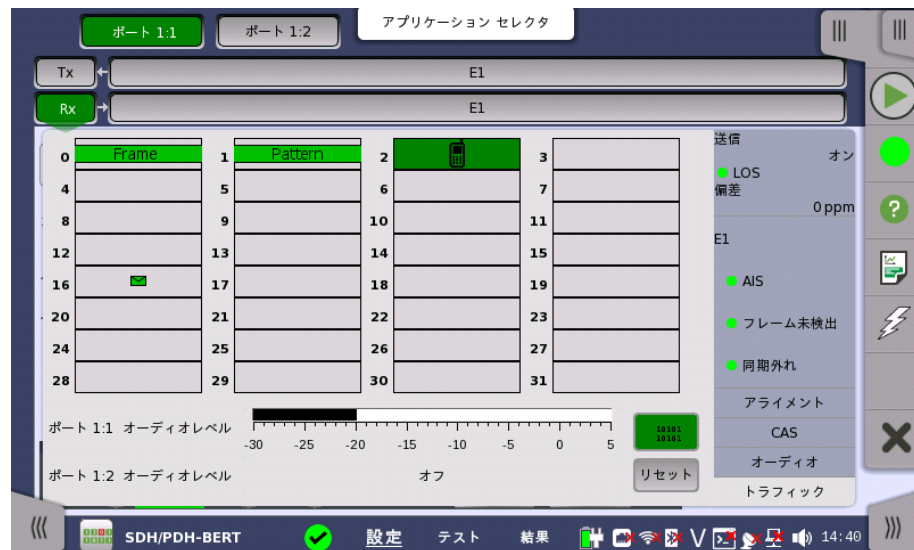 アプリケーション セレクタ
ポート 1:1 ポート 1:2
Tx E1
Rx E1
0 Frame 1 Pattern 2 3
4 5 6 7
8 9 10 11
12 13 14 15
16 17 18 19
20 21 22 23
24 25 26 27
28 29 30 31
ポート 1:1 オーディオレベル
-30 -25 -20 -15 -10 -5 0 5
10101
10101
ポート 1:2 オーディオレベル オフ リセット
送信
オン
LOS
偏差
0 ppm
E1
AIS
フレーム未検出
同期外れ
アライメント
CAS
オーディオ
トラフィック
SDH/PDH-BERT 設定 テスト 結果 14:40